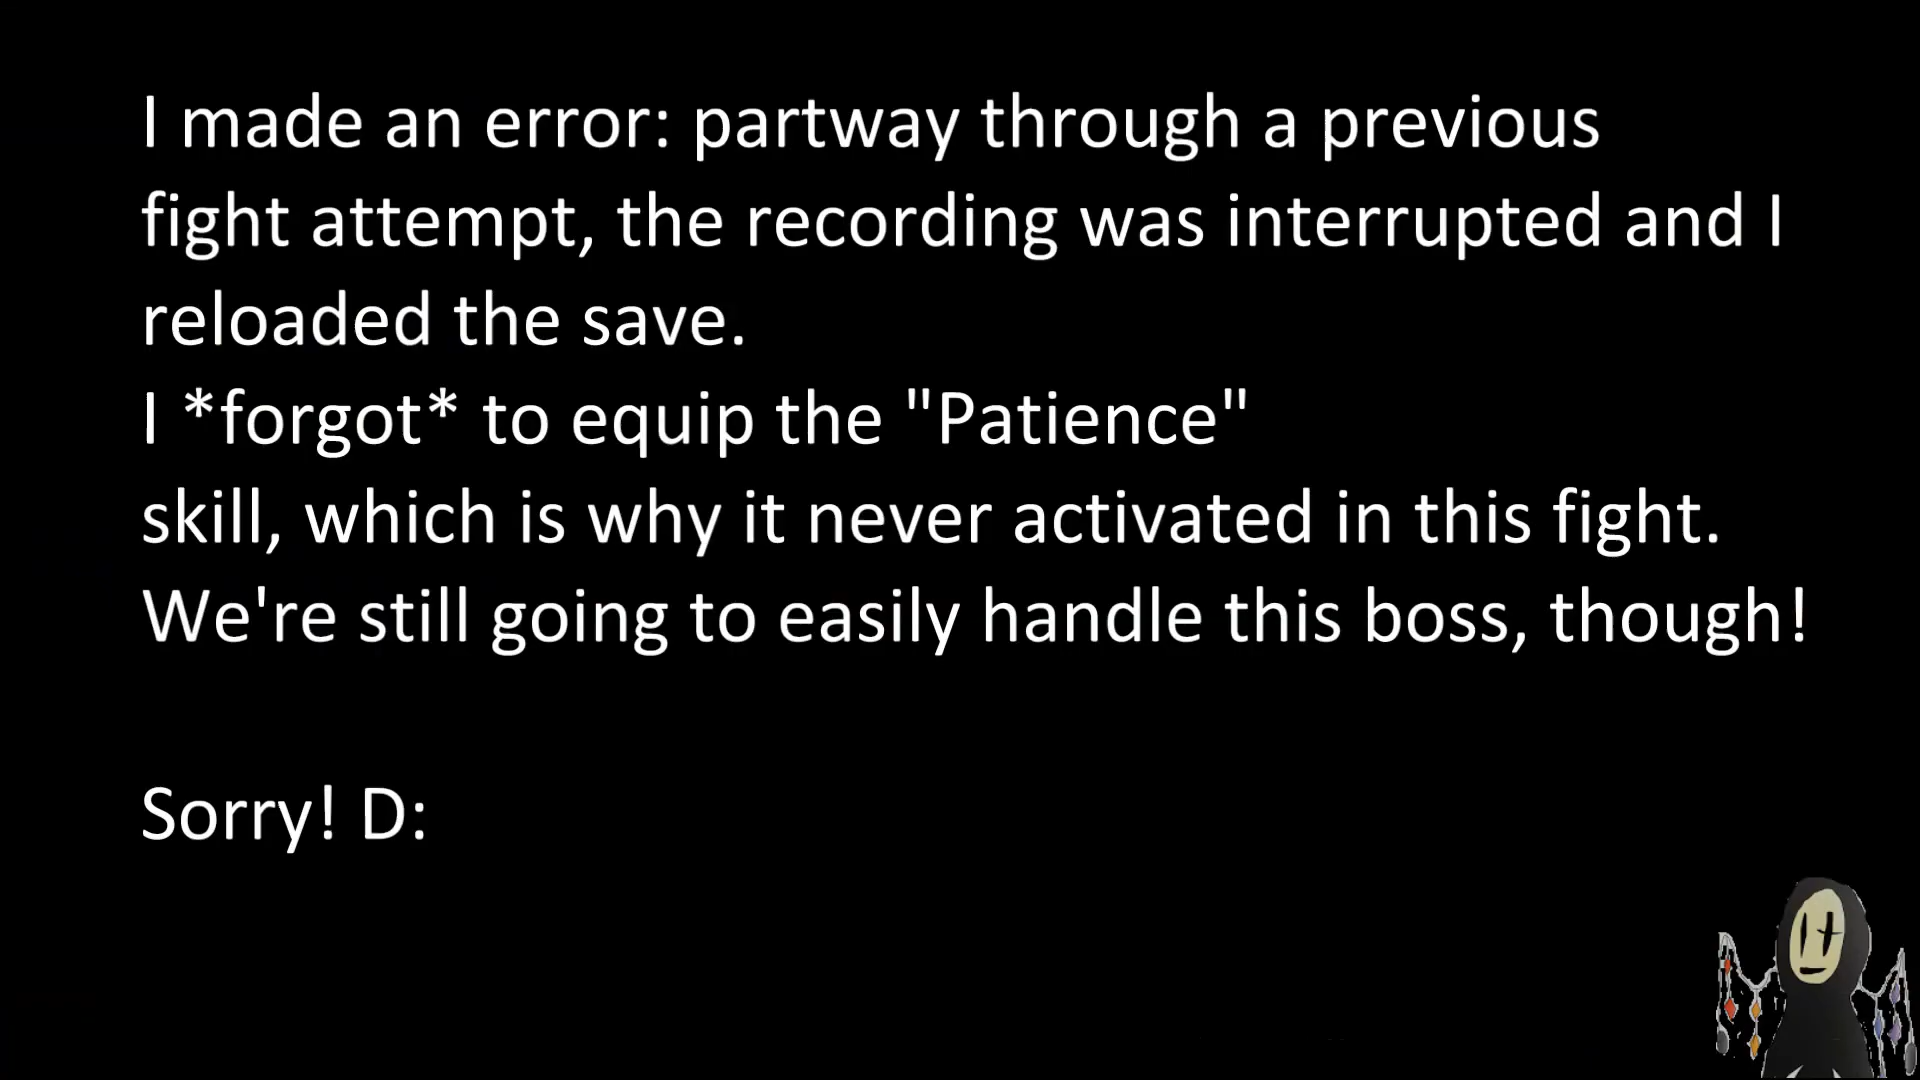 I made an error: partway through a previous
fight attempt, the recording was interrupted and I
reloaded the save.
I *forgot* to equip the "Patience"
skill, which is why it never activated in this fight.
We're still going to easily handle this boss, though!
Sorry! D: